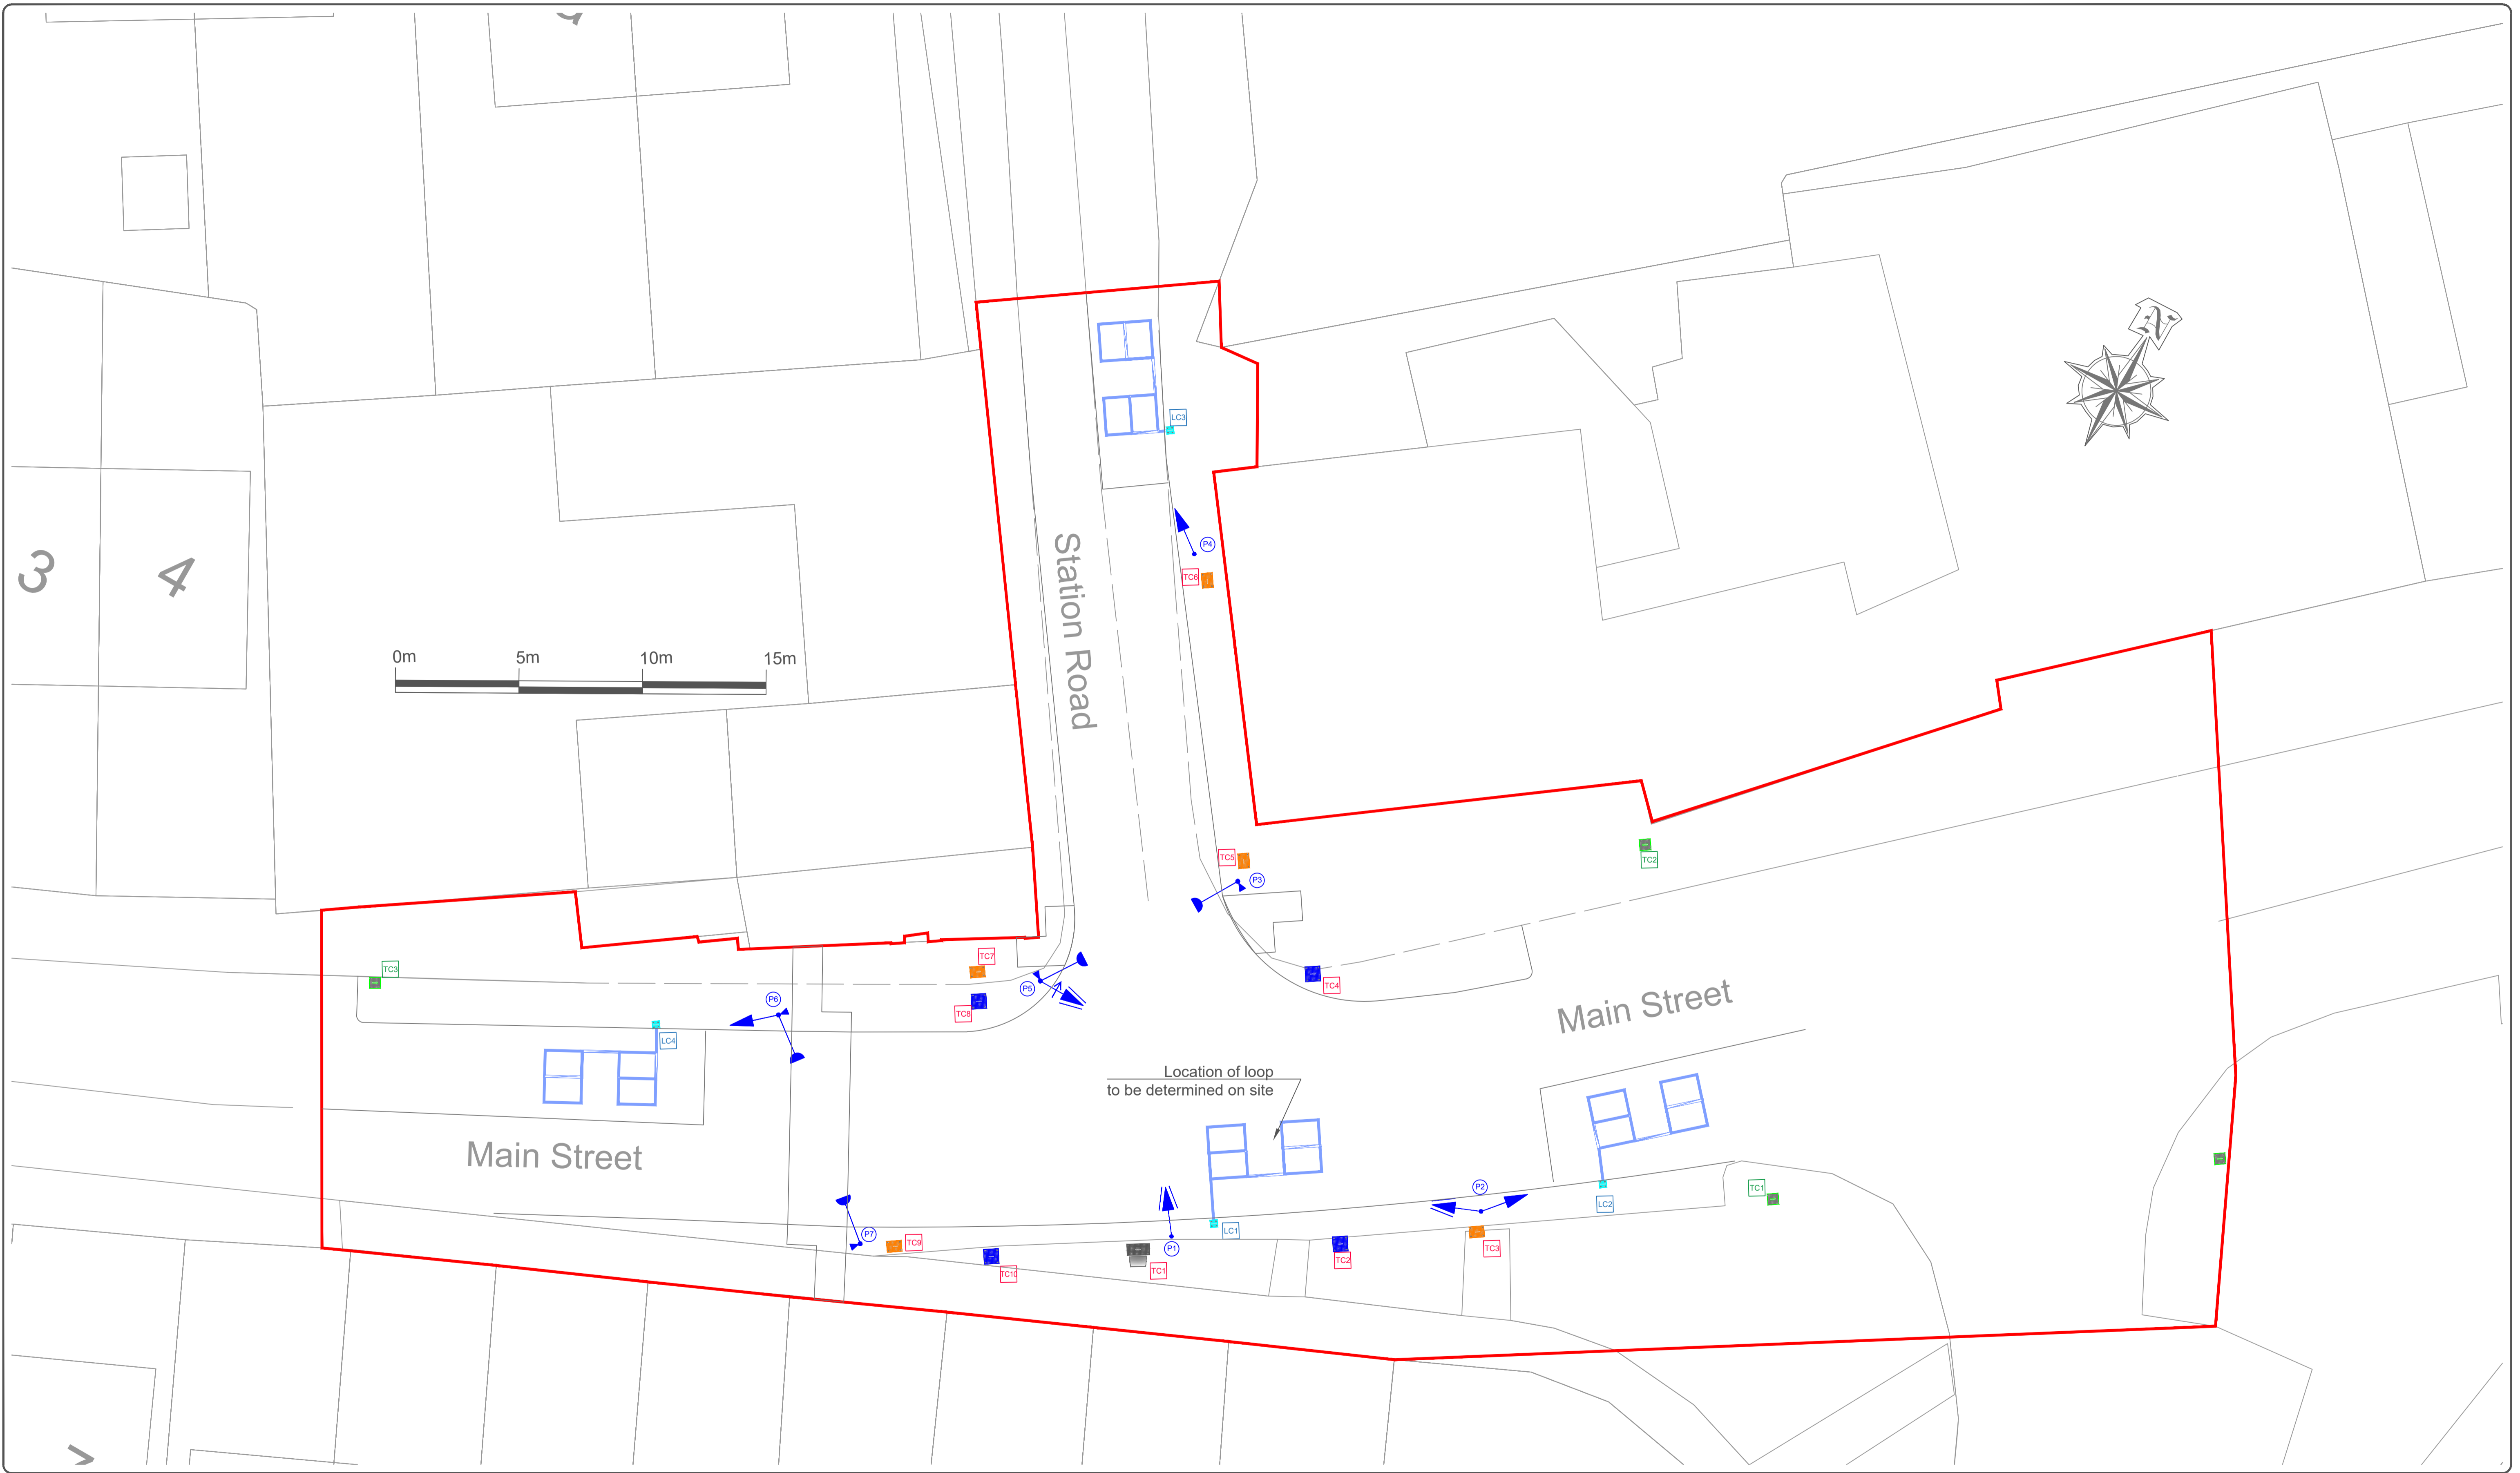 N
LC3
3
4
Station Road
P4
TC6
0m 5m 10m 15m
TC5
P3
TC2
TC3
TC7
P5
TC8
P6
TC4
Main Street
LC4
Location of loop
to be determined on site
Main Street
P2
TC1
LC2
LC1
P7
TC9
P1
TC10
TC1
TC2
TC3